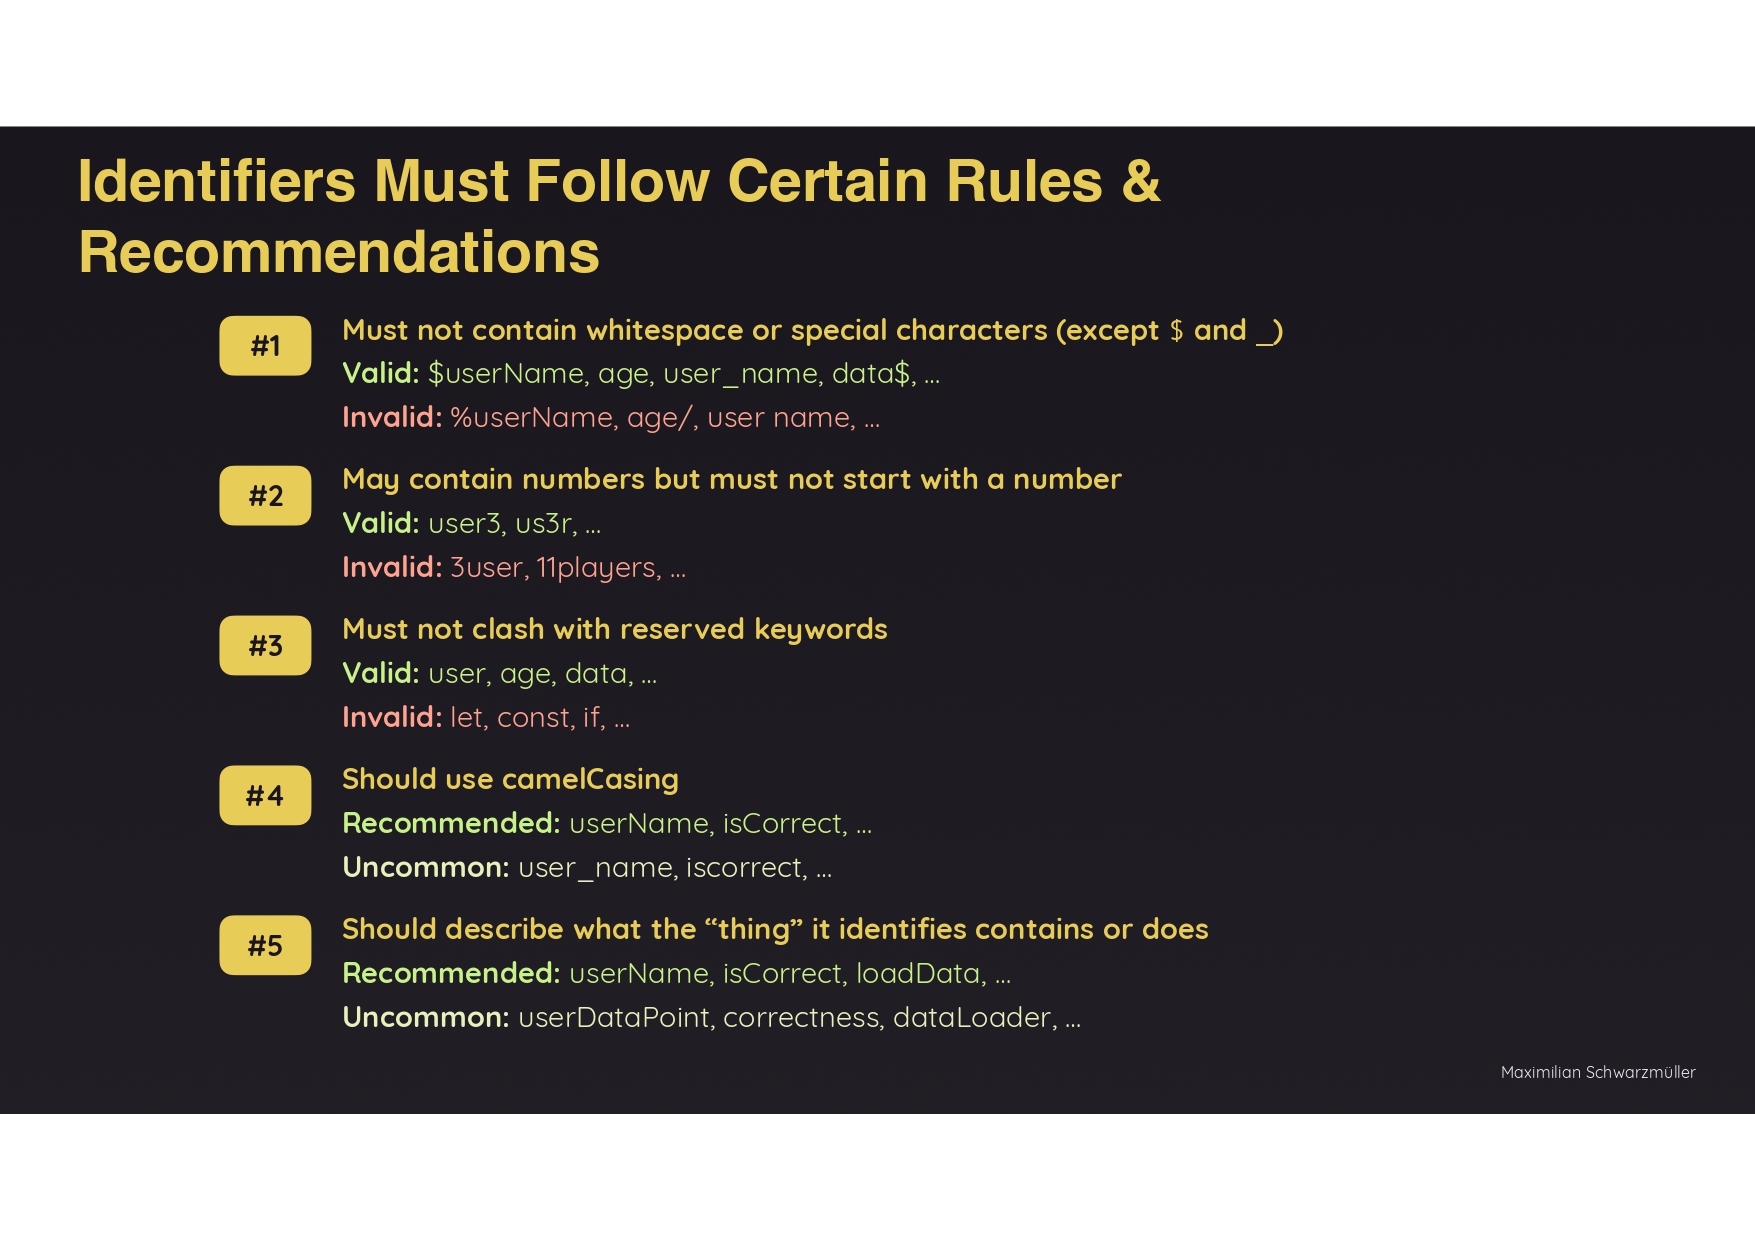 Identifiers Must Follow Certain Rules &
Recommendations
#1
Must not contain whitespace or special characters (except $ and _)
Valid: $userName, age, user_name, data$, ...
Invalid: %userName, age/, user name, ...
#2
May contain numbers but must not start with a number
Valid: user3, us3r, ...
Invalid: 3user, 11players, ...
#3
Must not clash with reserved keywords
Valid: user, age, data, ...
Invalid: let, const, if, ...
#4
Should use camelCasing
Recommended: userName, isCorrect, ...
Uncommon: user_name, iscorrect, ...
#5
Should describe what the “thing” it identifies contains or does
Recommended: userName, isCorrect, loadData, ...
Uncommon: userDataPoint, correctness, dataLoader, ...
Maximilian Schwarzmüller